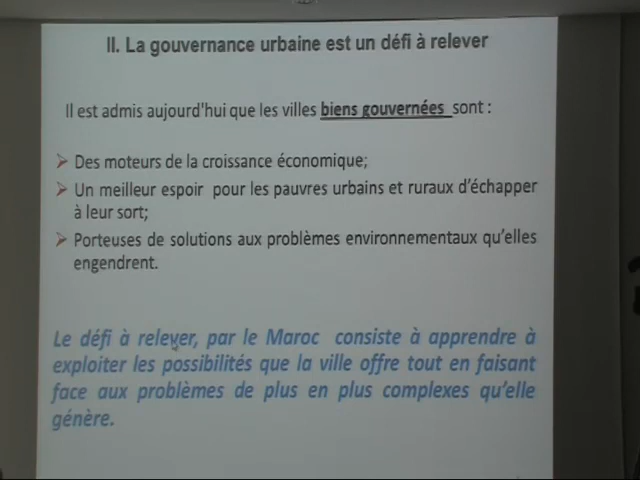 II. La gouvernance urbaine est un défi à relever
Il est admis aujourd'hui que les villes biens gouvernées sont :
➢ Des moteurs de la croissance économique;
➢ Un meilleur espoir pour les pauvres urbains et ruraux d'échapper
à leur sort;
➢ Porteuses de solutions aux problèmes environnementaux qu'elles
engendrent.
Le défi à relever, par le Maroc consiste à apprendre à
exploiter les possibilités que la ville offre tout en faisant
face aux problèmes de plus en plus complexes qu'elle
génère.